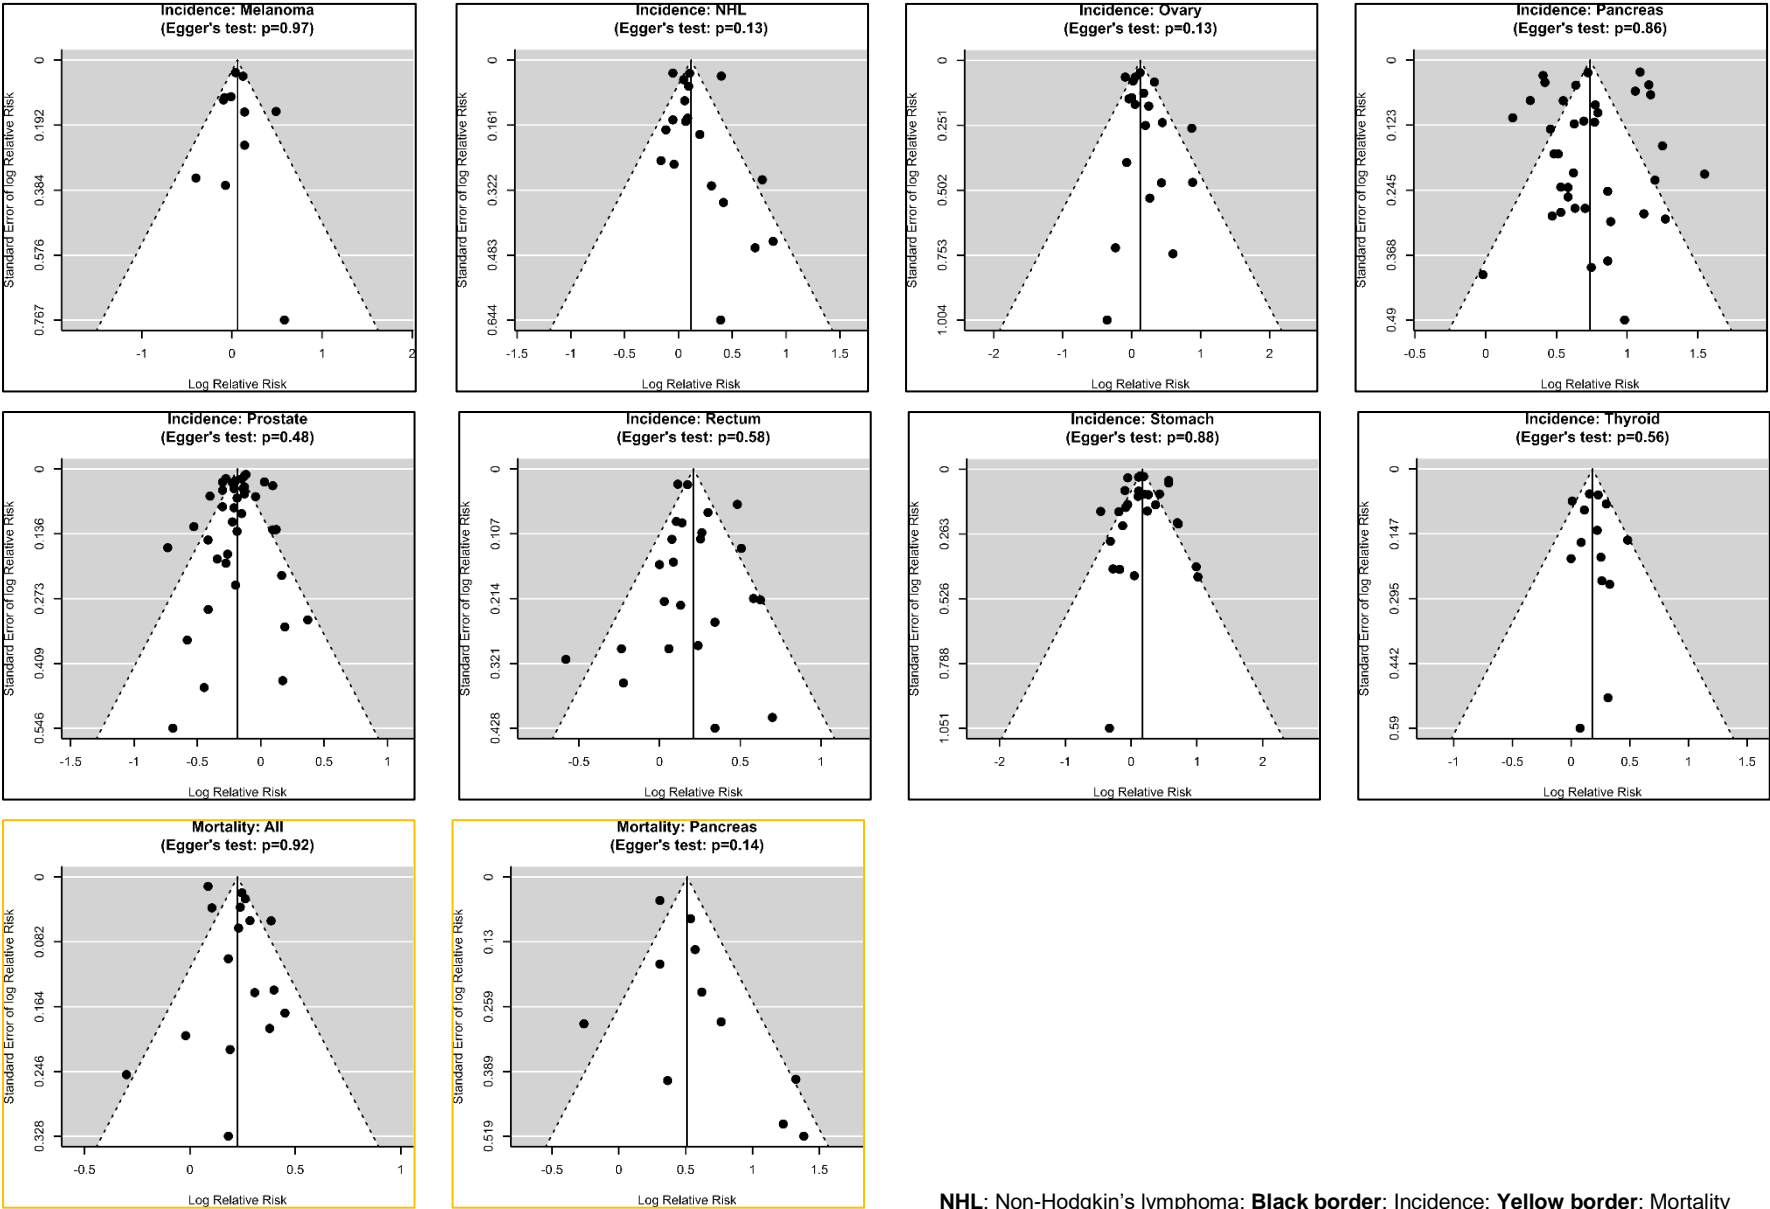 Incidence: Melanoma
(Egger's test: p=0.97)
Standard Error of log Relative Risk
0
0.192
0.384
0.576
0.767
-1 0 1 2
Log Relative Risk
Incidence: NHL
(Egger's test: p=0.13)
Standard Error of log Relative Risk
0
0.161
0.322
0.483
0.644
-1.5 -1 -0.5 0 0.5 1 1.5
Log Relative Risk
Incidence: Ovary
(Egger's test: p=0.13)
Standard Error of log Relative Risk
0
0.251
0.502
0.753
1.004
-2 -1 0 1 2
Log Relative Risk
Incidence: Pancreas
(Egger's test: p=0.86)
Standard Error of log Relative Risk
0
0.123
0.245
0.368
0.49
-0.5 0 0.5 1 1.5
Log Relative Risk
Incidence: Prostate
(Egger's test: p=0.48)
Standard Error of log Relative Risk
0
0.136
0.273
0.409
0.546
-1.5 -1 -0.5 0 0.5 1
Log Relative Risk
Incidence: Rectum
(Egger's test: p=0.58)
Standard Error of log Relative Risk
0
0.107
0.214
0.321
0.428
-0.5 0 0.5 1
Log Relative Risk
Incidence: Stomach
(Egger's test: p=0.88)
Standard Error of log Relative Risk
0
0.263
0.526
0.788
1.051
-2 -1 0 1 2
Log Relative Risk
Incidence: Thyroid
(Egger's test: p=0.56)
Standard Error of log Relative Risk
0
0.147
0.295
0.442
0.59
-1 -0.5 0 0.5 1 1.5
Log Relative Risk
Mortality: All
(Egger's test: p=0.92)
Standard Error of log Relative Risk
0
0.082
0.164
0.246
0.328
-0.5 0 0.5 1
Log Relative Risk
Mortality: Pancreas
(Egger's test: p=0.14)
Standard Error of log Relative Risk
0
0.13
0.259
0.389
0.519
-0.5 0 0.5 1 1.5
Log Relative Risk
NHL: Non-Hodgkin's lymphoma; Black border: Incidence; Yellow border: Mortality